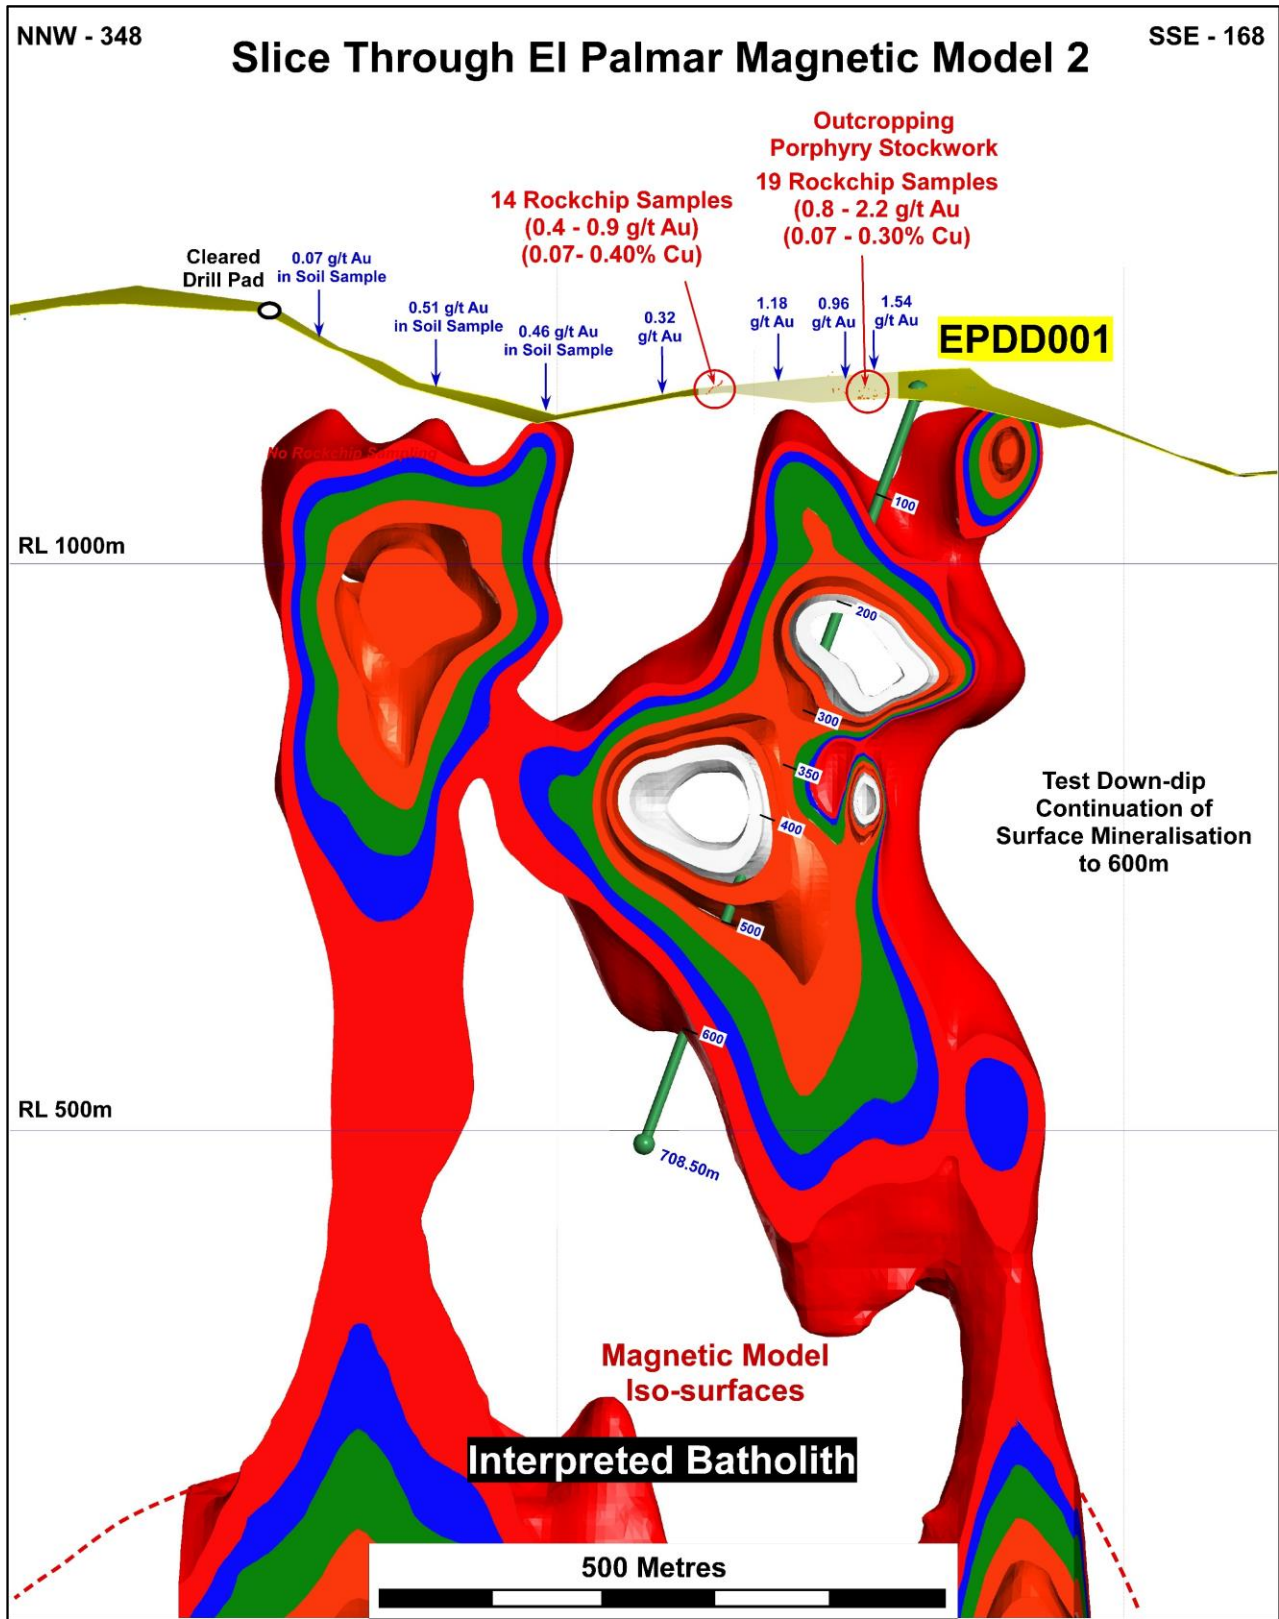 NNW - 348
SSE - 168
Slice Through El Palmar Magnetic Model 2
Outcropping
Porphyry Stockwork
19 Rockchip Samples
(0.8 - 2.2 g/t Au
(0.07 - 0.30% Cu)
14 Rockchip Samples
(0.4 - 0.9 g/t Au)
(0.07- 0.40% Cu)
Cleared
Drill Pad
0.07 g/t Au
in Soil Sample
0.51 g/t Au
in Soil Sample
0.46 g/t Au
in Soil Sample
0.32
g/t Au
1.18
g/t Au
0.96
g/t Au
1.54
g/t Au
EPDD001
No Rockchip Sampling
100
RL 1000m
200
300
350
400
Test Down-dip
Continuation of
Surface Mineralisation
to 600m
500
600
RL 500m
708.50m
Magnetic Model
Iso-surfaces
Interpreted Batholith
500 Metres